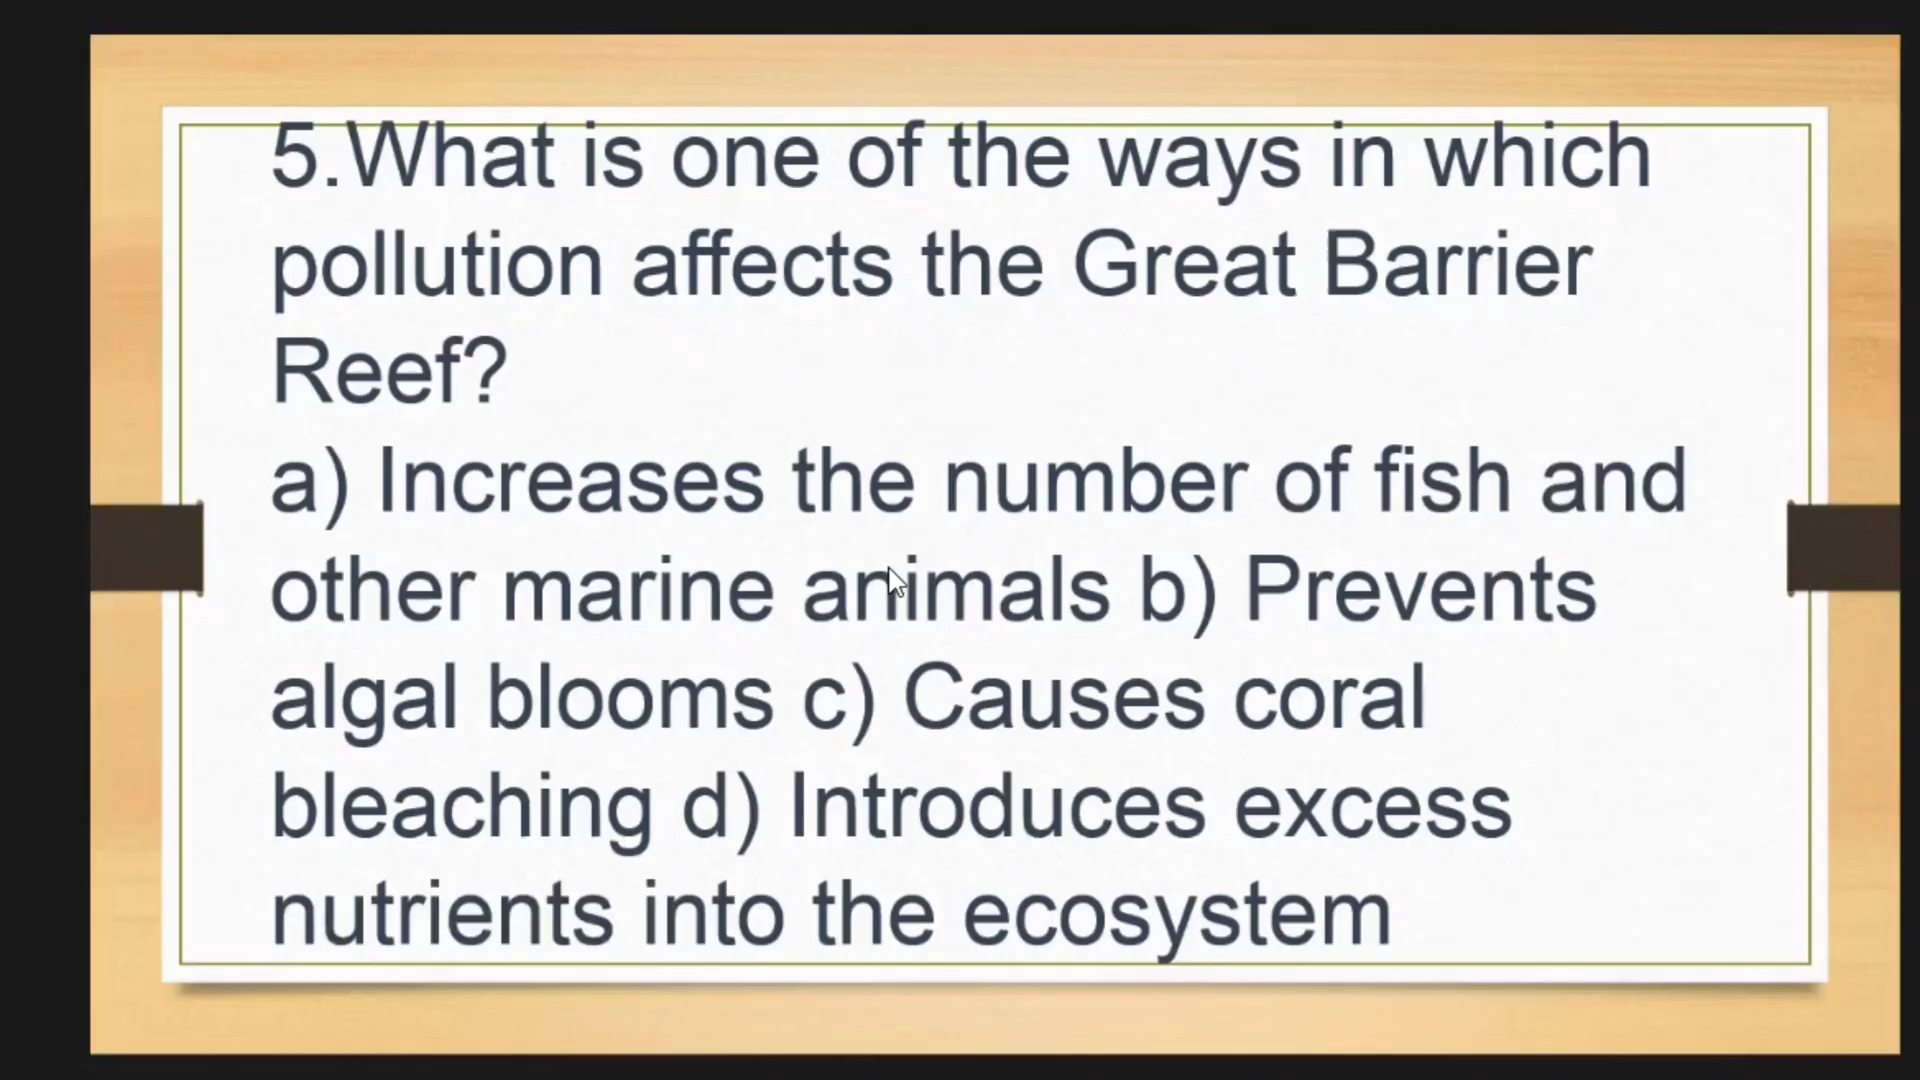 5.What is one of the ways in which
pollution affects the Great Barrier
Reef?
a) Increases the number of fish and
other marine animals b) Prevents
algal blooms c) Causes coral
bleaching d) Introduces excess
nutrients into the ecosystem